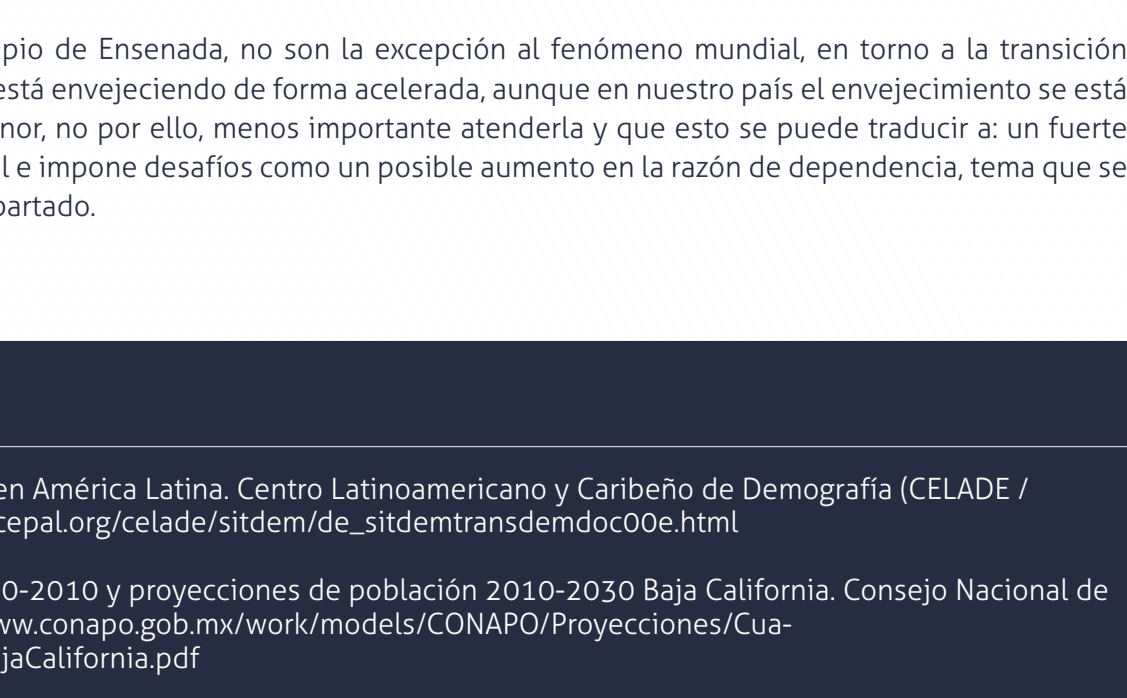 pio de Ensenada, no son la excepción al fenómeno mundial, en torno a la transición
está envejeciendo de forma acelerada, aunque en nuestro país el envejecimiento se está
nor, no por ello, menos importante atenderla y que esto se puede traducir a: un fuerte
l e impone desafíos como un posible aumento en la razón de dependencia, tema que se
partado.
en América Latina. Centro Latinoamericano y Caribeño de Demografía (CELADE /
cepal.org/celade/sitdem/de_sitdemtransdemdoc00e.html
0-2010 y proyecciones de población 2010-2030 Baja California. Consejo Nacional de
ww.conapo.gob.mx/work/models/CONAPO/Proyecciones/Cua-
jaCalifornia.pdf